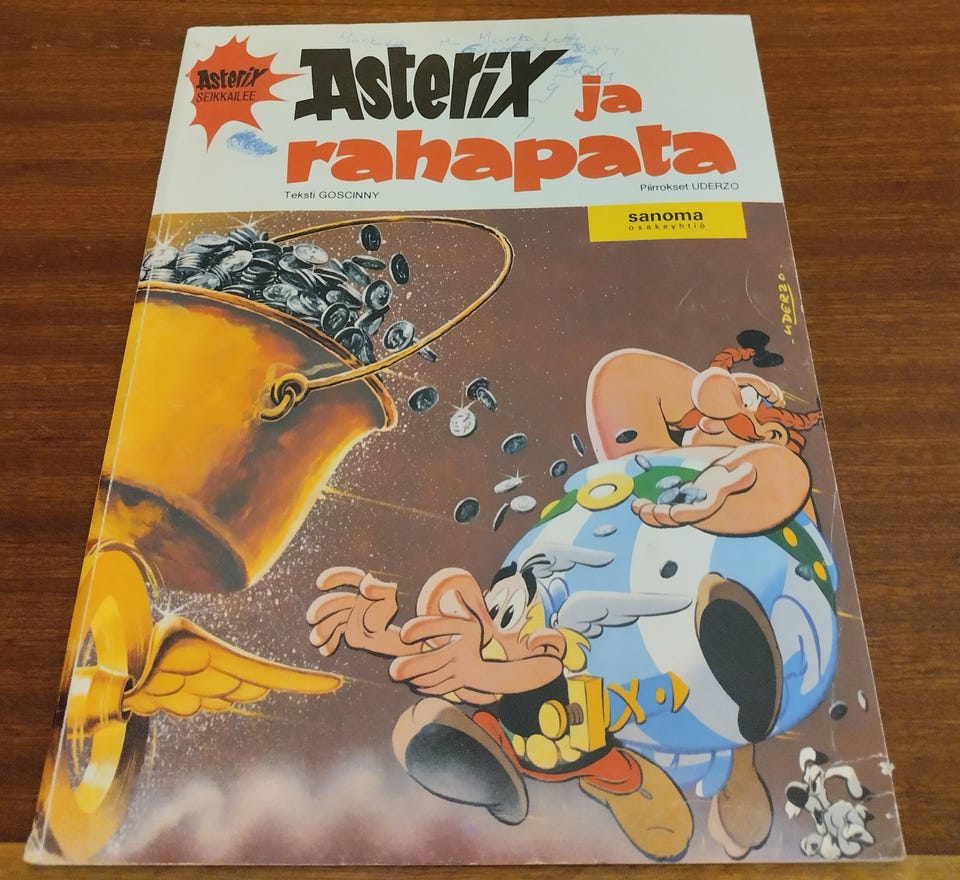 Asterix
SEIKKAILEE
Asterix ja
rahapata
Teksti GOSCINNY
Piirrokset UDERZO
sanoma
osakeyhtiö
UDERZO